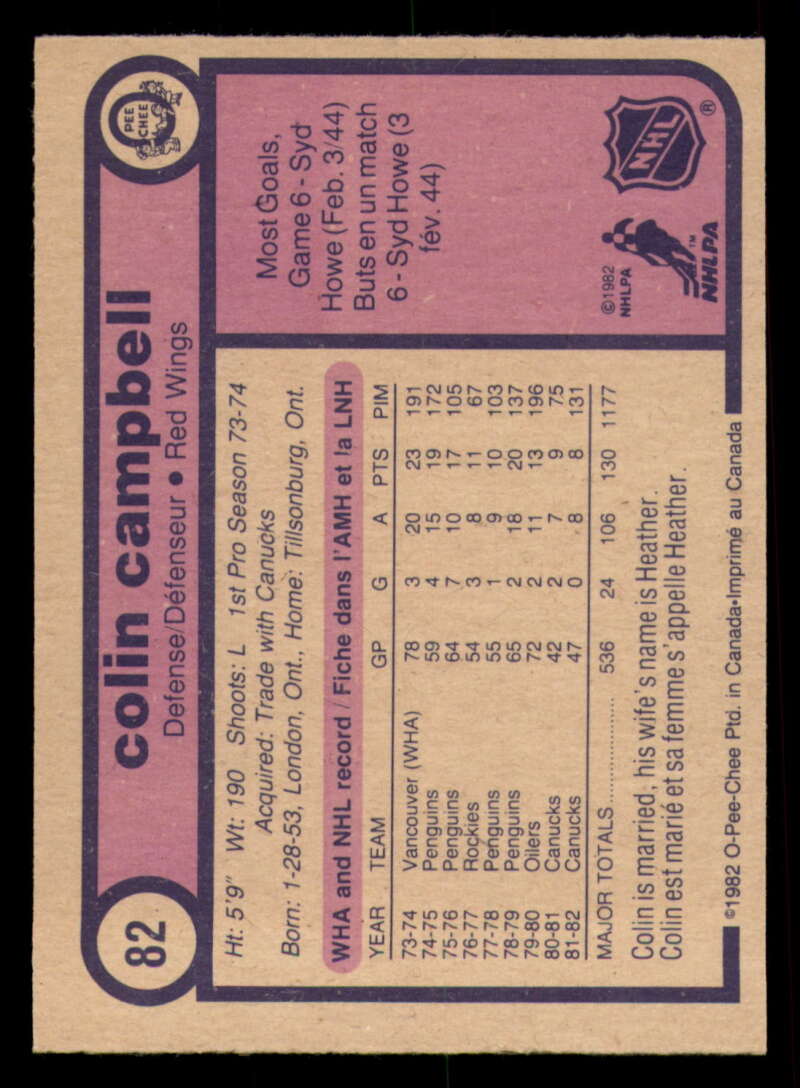 82
colin campbell
Defense/Défenseur • Red Wings
PEE
CHEE
Ht: 5'9" Wt: 190 Shoots: L 1st Pro Season 73-74
Acquired: Trade with Canucks
Born: 1-28-53, London, Ont., Home: Tillsonburg, Ont.
WHA and NHL record / Fiche dans l'AMH et la LNH
YEAR TEAM GP G A PTS PIM
73-74 Vancouver (WHA) 78 3 20 23 191
74-75 Penguins 59 4 15 19 172
75-76 Penguins 64 7 10 17 105
76-77 Rockies 54 3 8 11 67
77-78 Penguins 55 1 9 10 103
78-79 Penguins 65 2 18 20 137
79-80 Oilers 72 2 11 13 196
80-81 Canucks 42 2 7 9 75
81-82 Canucks 47 0 8 8 131
MAJOR TOTALS.................. 536 24 106 130 1177
Colin is married, his wife's name is Heather.
Colin est marié et sa femme s'appelle Heather.
©1982 O-Pee-Chee Ptd. in Canada•Imprimé au Canada
Most Goals,
Game 6 - Syd
Howe (Feb. 3/44)
Buts en un match
6 - Syd Howe (3
fév. 44)
©1982
NHLPA
TM
NHLPA
NHL
®